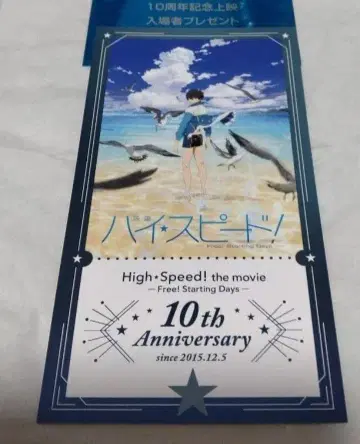 10周年記念上映
入場者プレゼント
ハイ☆スピード!
Free! Starting Days
High★Speed! the movie
— Free! Starting Days —
10th
Anniversary
since 2015.12.5